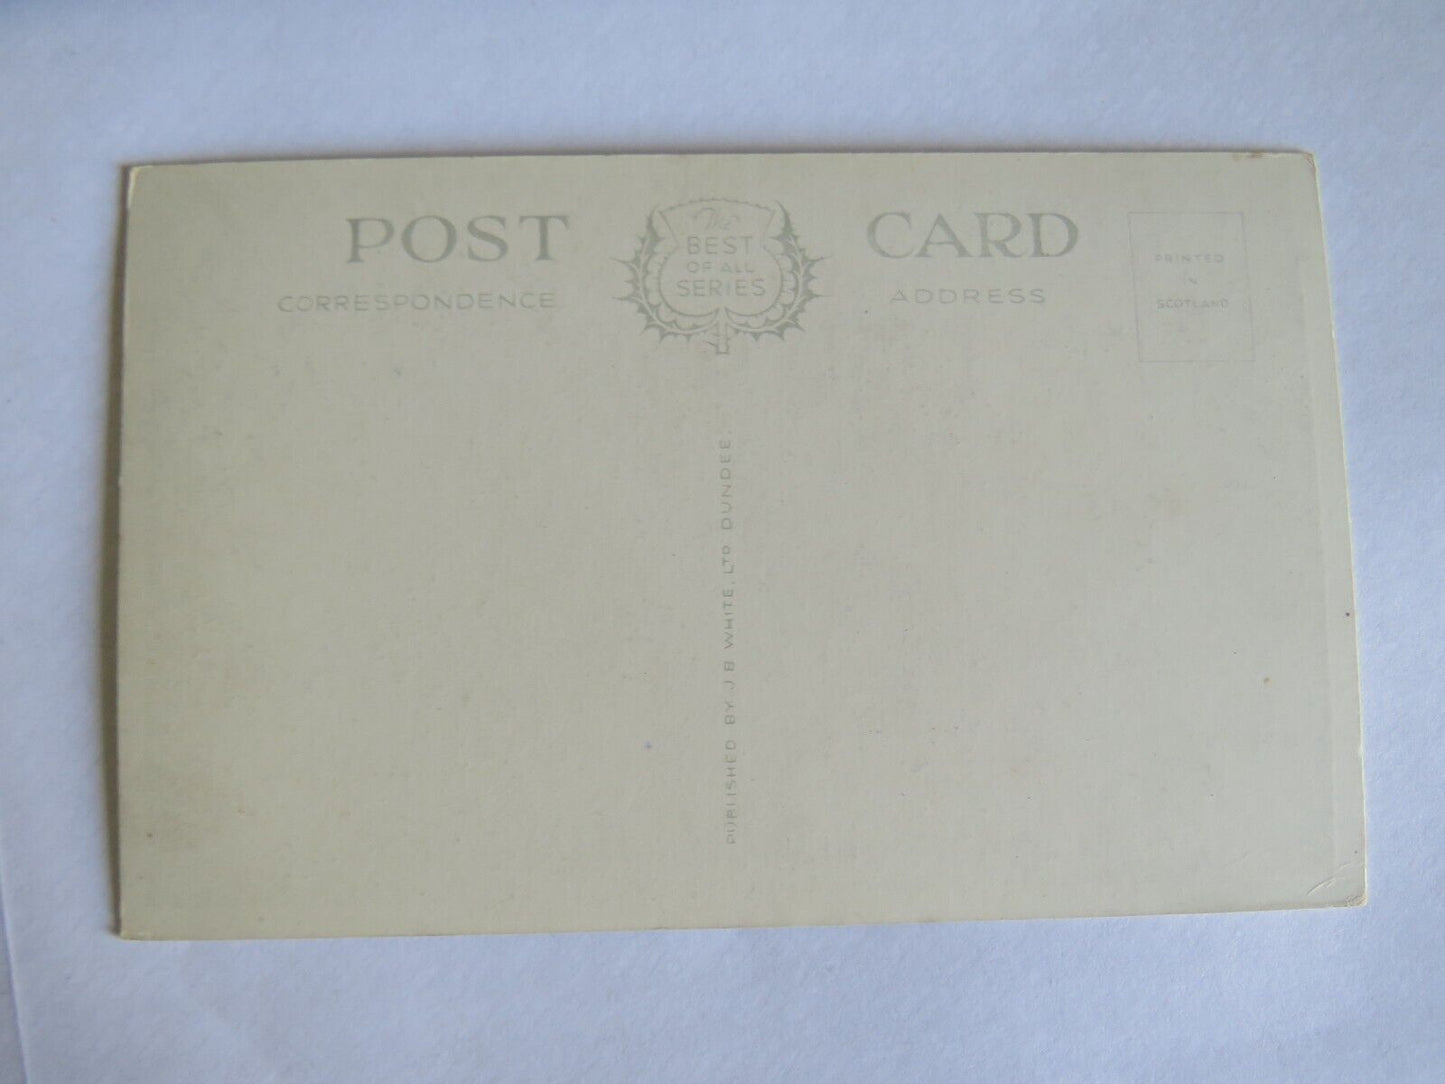 POST CARD
The
BEST
OF ALL
SERIES
CORRESPONDENCE
ADDRESS
PRINTED
IN
SCOTLAND
PUBLISHED BY J B WHITE, LTD DUNDEE.